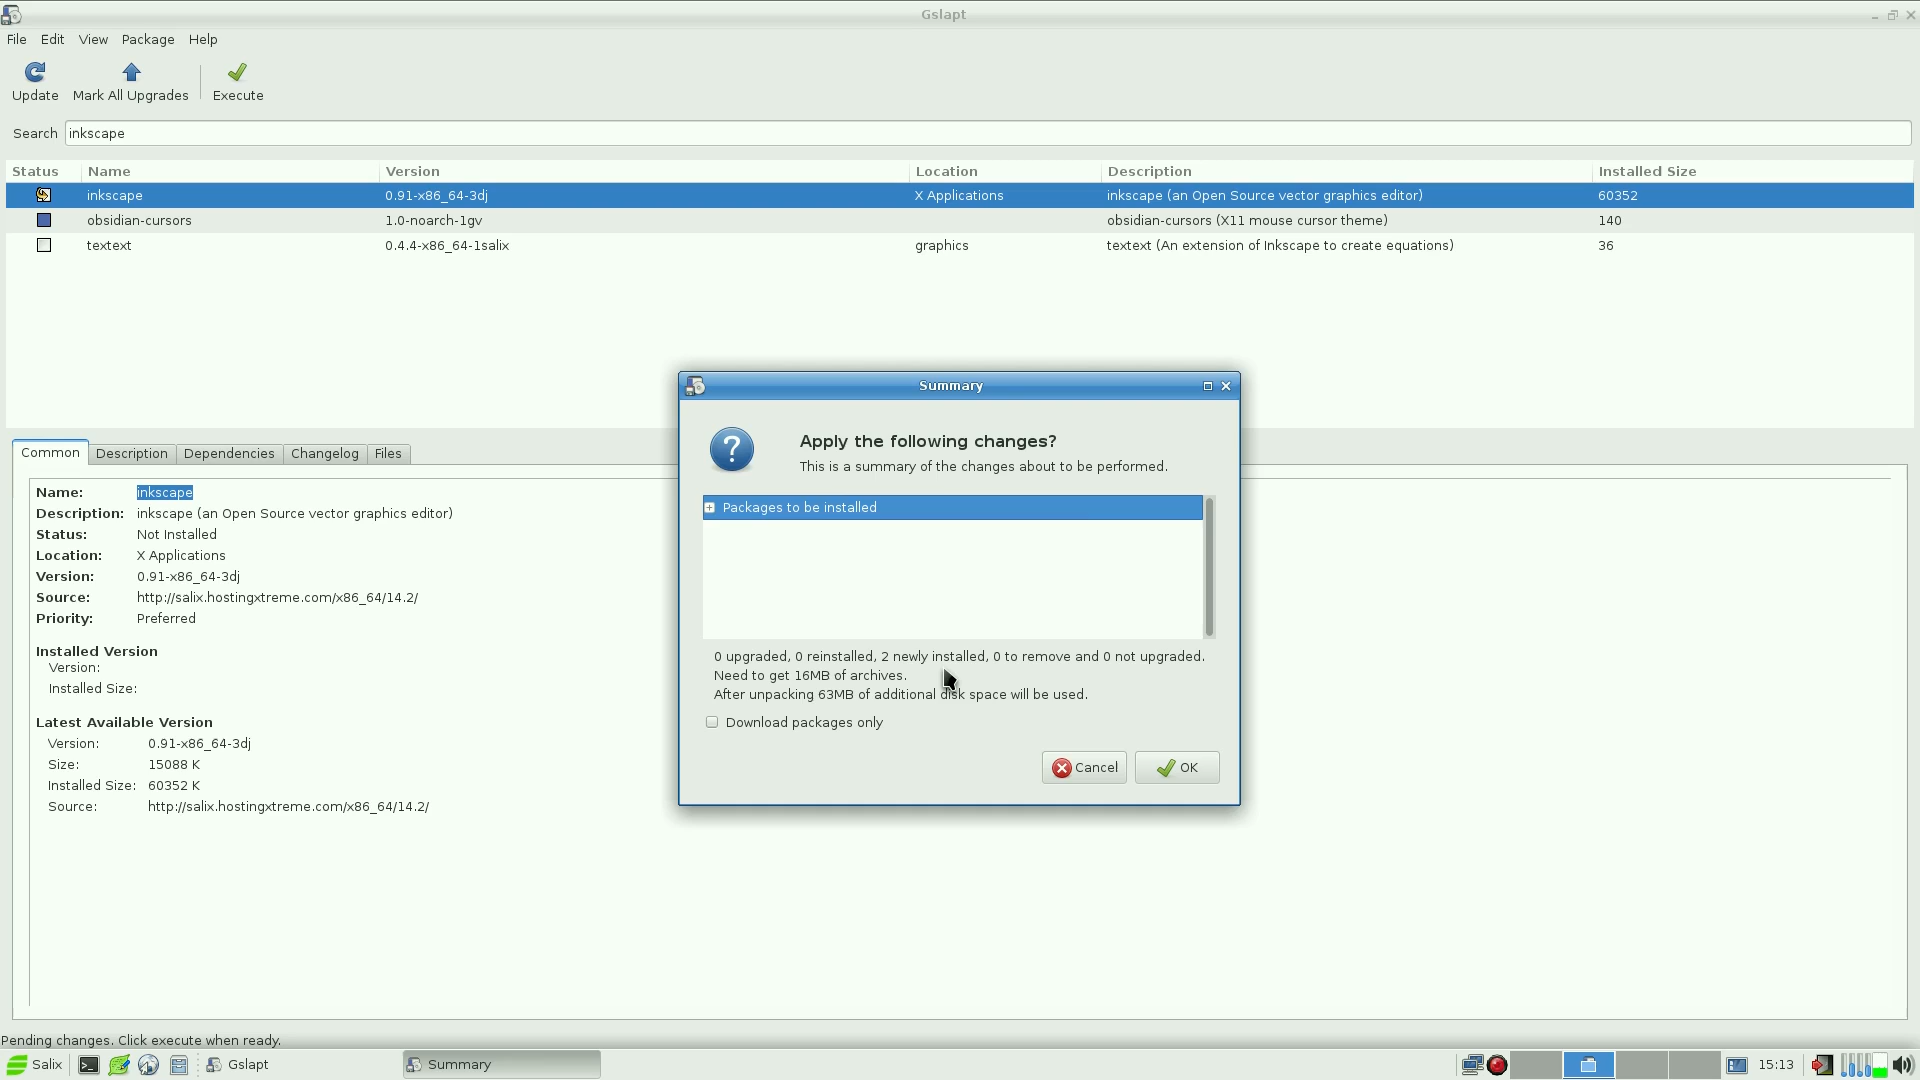 Gslapt
File Edit View Package Help
Update Mark All Upgrades Execute
Search inkscape
Status Name Version Location Description Installed Size
inkscape 0.91-x86_64-3dj X Applications inkscape (an Open Source vector graphics editor) 60352
obsidian-cursors 1.0-noarch-1gv obsidian-cursors (X11 mouse cursor theme) 140
textext 0.4.4-x86_64-1salix graphics textext (An extension of Inkscape to create equations) 36
Common Description Dependencies Changelog Files
Name: inkscape
Description: inkscape (an Open Source vector graphics editor)
Status: Not Installed
Location: X Applications
Version: 0.91-x86_64-3dj
Source: http://salix.hostingxtreme.com/x86_64/14.2/
Priority: Preferred
Installed Version
Version:
Installed Size:
Latest Available Version
Version: 0.91-x86_64-3dj
Size: 15088 K
Installed Size: 60352 K
Source: http://salix.hostingxtreme.com/x86_64/14.2/
Summary
Apply the following changes?
This is a summary of the changes about to be performed.
Packages to be installed
0 upgraded, 0 reinstalled, 2 newly installed, 0 to remove and 0 not upgraded.
Need to get 16MB of archives.
After unpacking 63MB of additional disk space will be used.
Download packages only
Cancel OK
Pending changes. Click execute when ready.
Salix Gslapt Summary 15:13